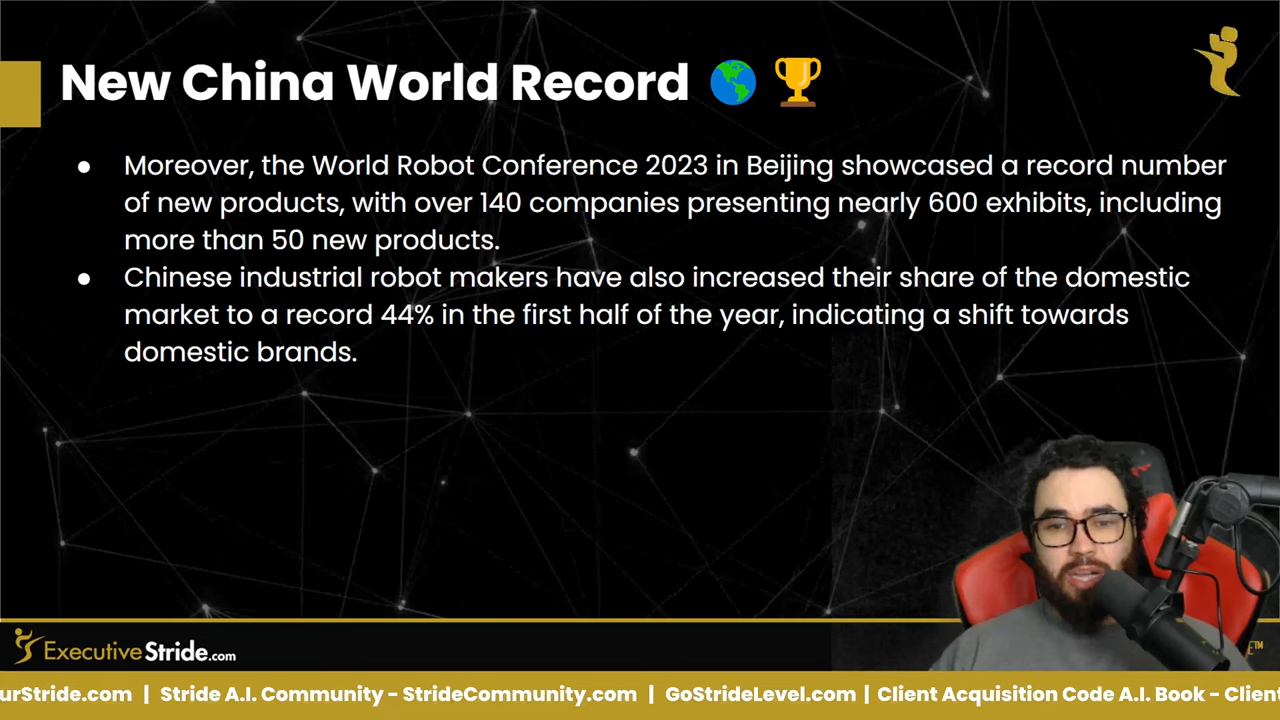 New China World Record 🌎 🏆
● Moreover, the World Robot Conference 2023 in Beijing showcased a record number
of new products, with over 140 companies presenting nearly 600 exhibits, including
more than 50 new products.
● Chinese industrial robot makers have also increased their share of the domestic
market to a record 44% in the first half of the year, indicating a shift towards
domestic brands.
ExecutiveStride.com
urStride.com | Stride A.I. Community - StrideCommunity.com | GoStrideLevel.com | Client Acquisition Code A.I. Book - Client